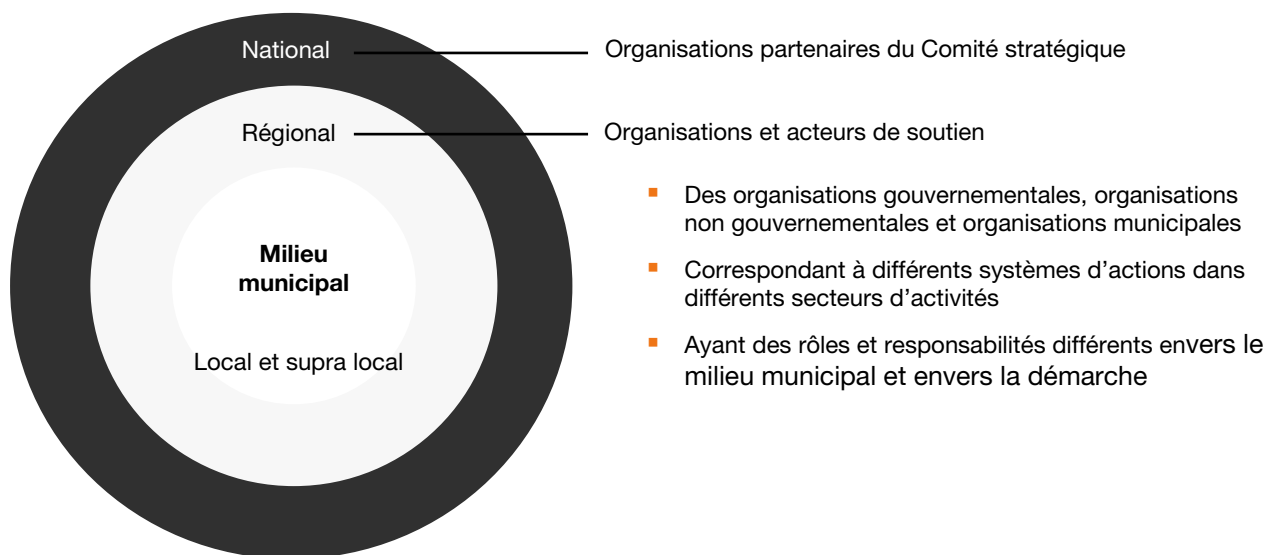 National
Organisations partenaires du Comité stratégique
Régional
Organisations et acteurs de soutien
Des organisations gouvernementales, organisations
non gouvernementales et organisations municipales
Correspondant à différents systèmes d’actions dans
différents secteurs d’activités
Ayant des rôles et responsabilités différents envers le
milieu municipal et envers la démarche
Milieu
municipal
Local et supra local